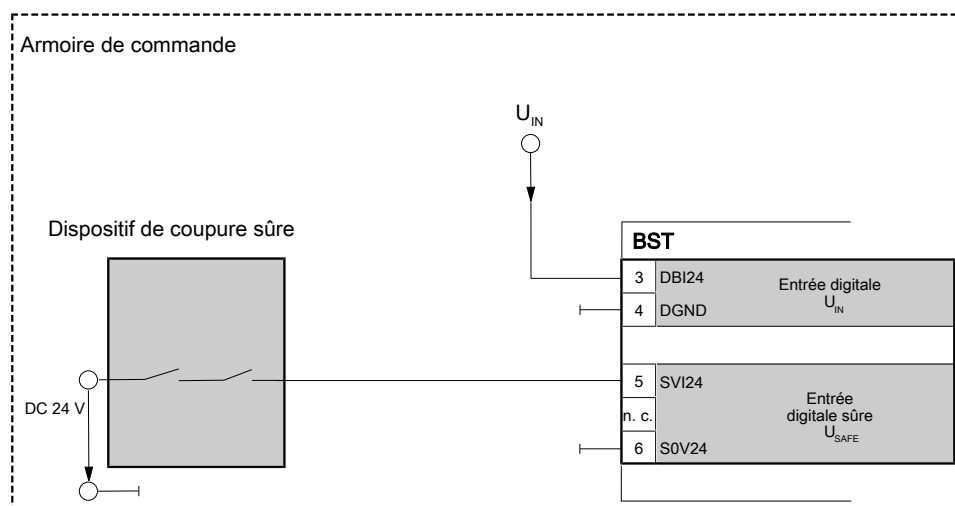 Armoire de commande
U_IN
Dispositif de coupure sûre
BST
3 DBI24
Entrée digitale
U_IN
4 DGND
5 SVI24
DC 24 V
n. c.
Entrée
digitale sûre
U_SAFE
6 S0V24